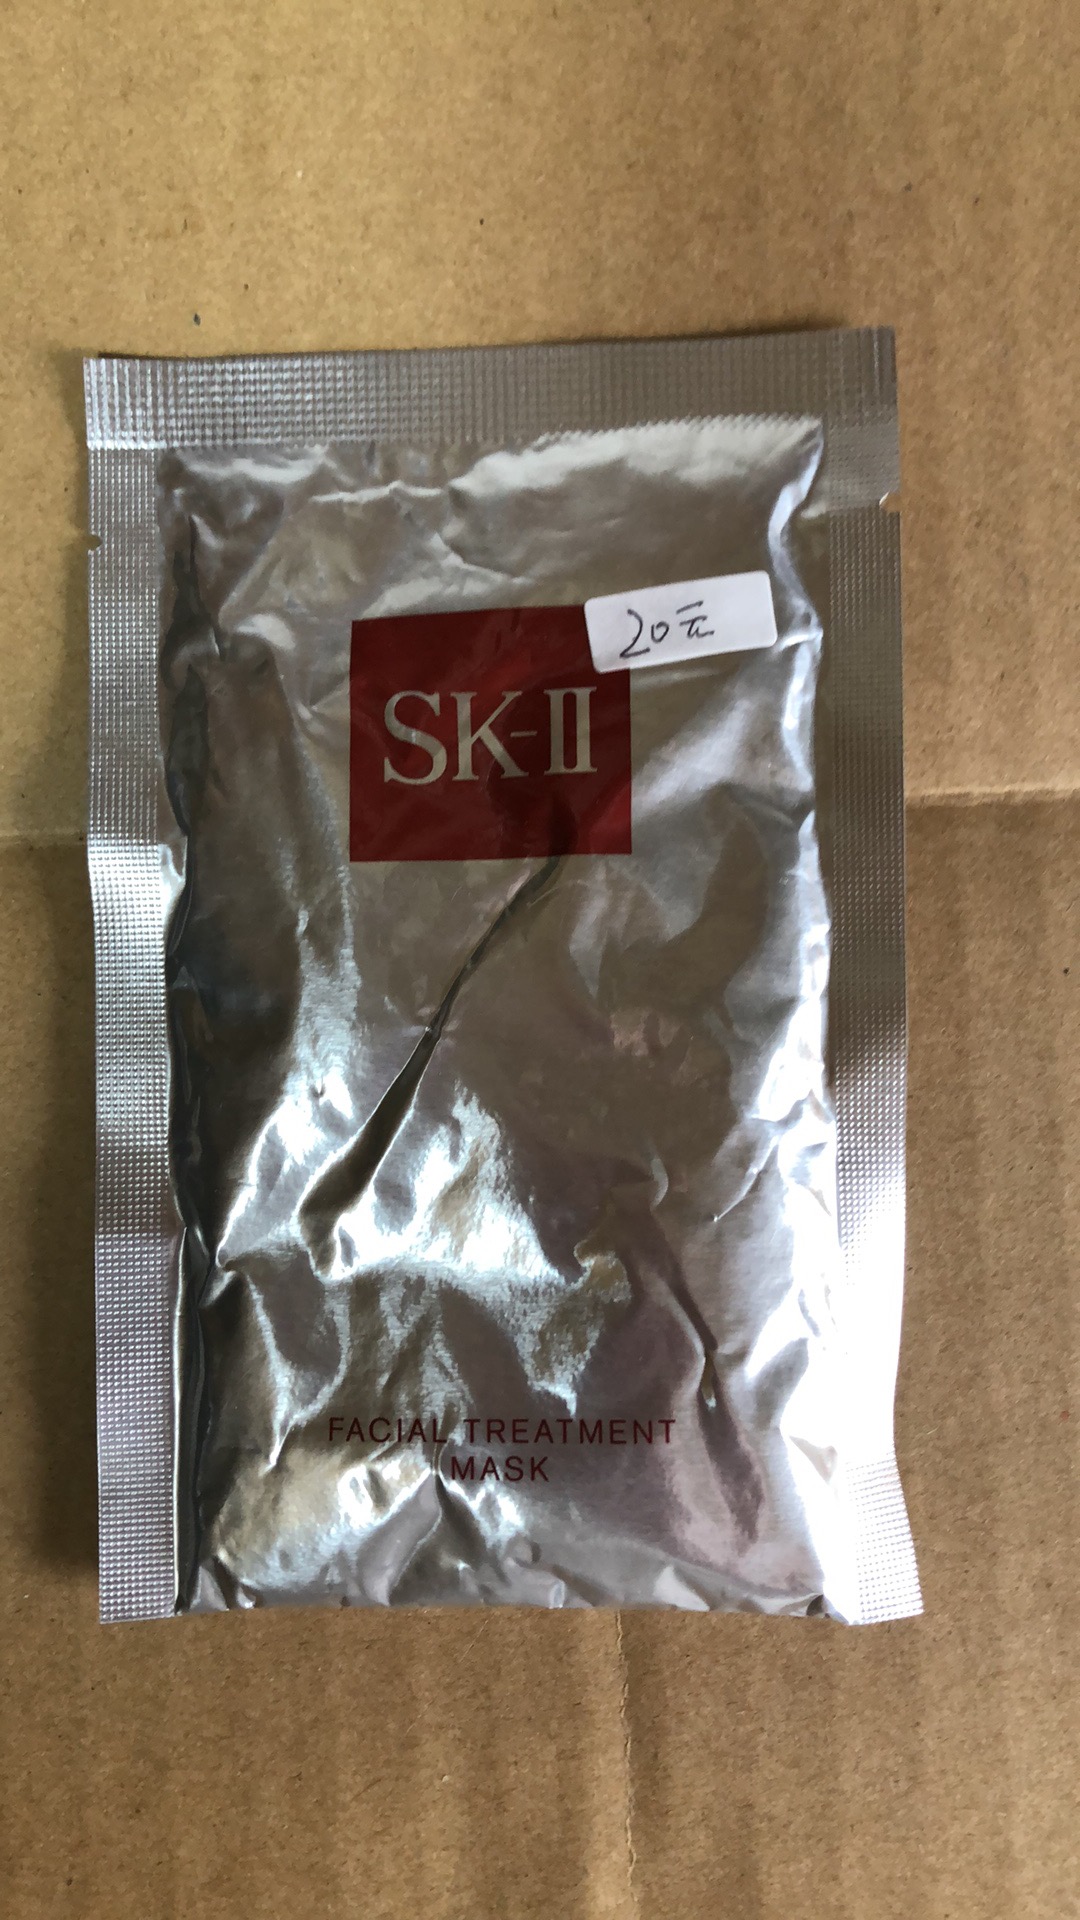 20元
SK-II
FACIAL TREATMENT
MASK